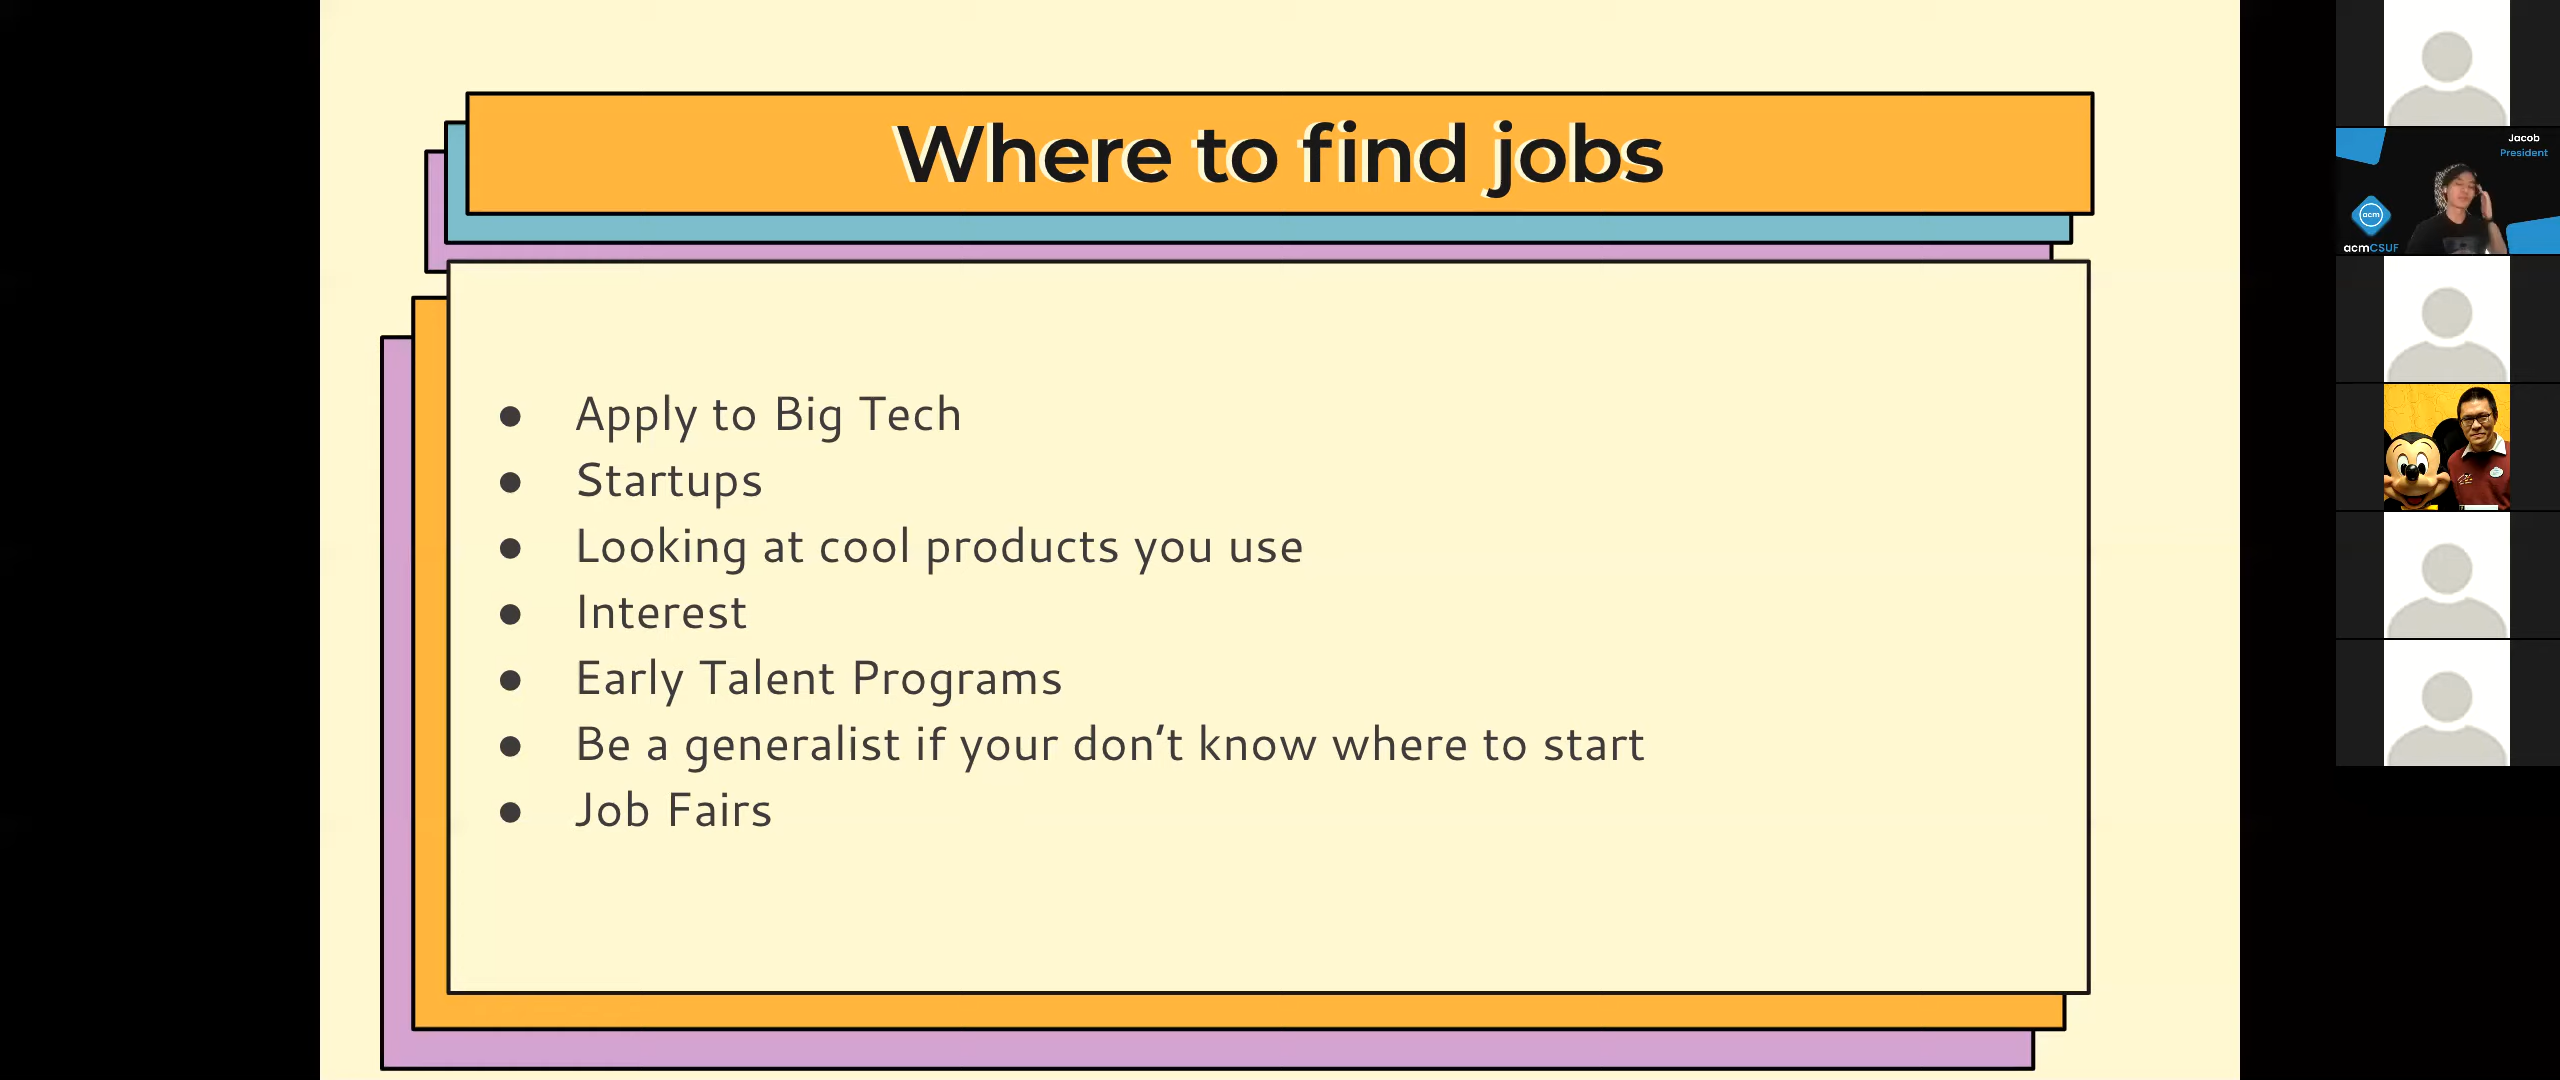 Where to find jobs
● Apply to Big Tech
● Startups
● Looking at cool products you use
● Interest
● Early Talent Programs
● Be a generalist if your don’t know where to start
● Job Fairs
Jacob
President
acm
acmCSUF